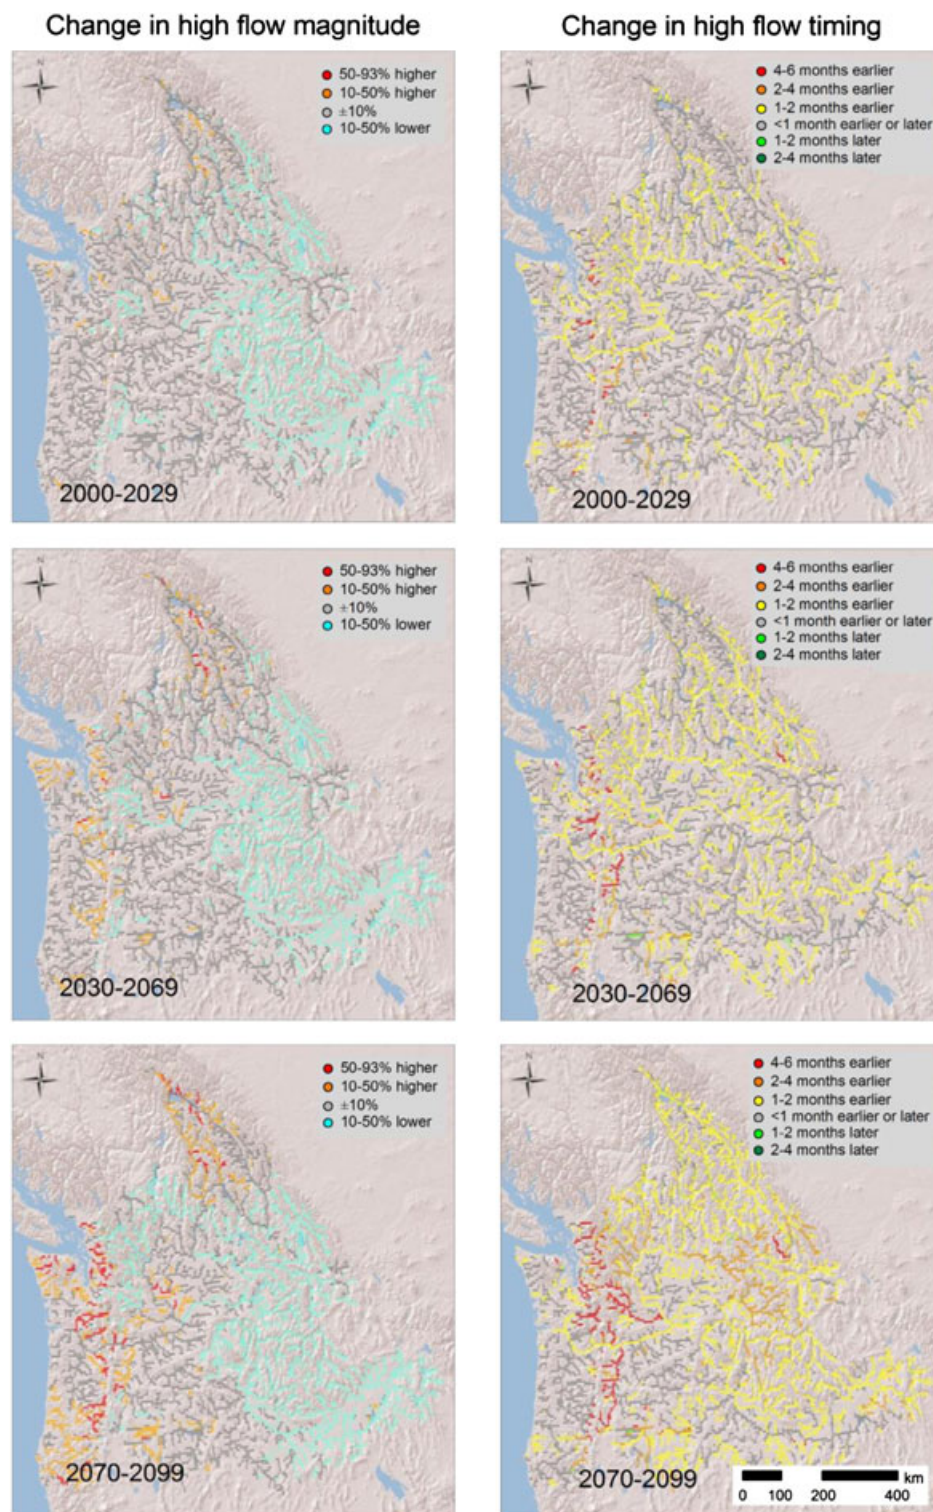 Change in high flow magnitude
Change in high flow timing
N
50-93% higher
10-50% higher
±10%
10-50% lower
2000-2029
N
4-6 months earlier
2-4 months earlier
1-2 months earlier
<1 month earlier or later
1-2 months later
2-4 months later
2000-2029
N
50-93% higher
10-50% higher
±10%
10-50% lower
2030-2069
N
4-6 months earlier
2-4 months earlier
1-2 months earlier
<1 month earlier or later
1-2 months later
2-4 months later
2030-2069
N
50-93% higher
10-50% higher
±10%
10-50% lower
2070-2099
N
4-6 months earlier
2-4 months earlier
1-2 months earlier
<1 month earlier or later
1-2 months later
2-4 months later
2070-2099
km
0 100 200 400